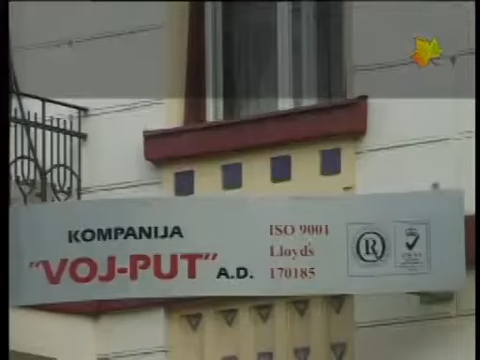 KOMPANIJA
"VOJ-PUT" A.D.
ISO 9001
Lloyd's
170185
R